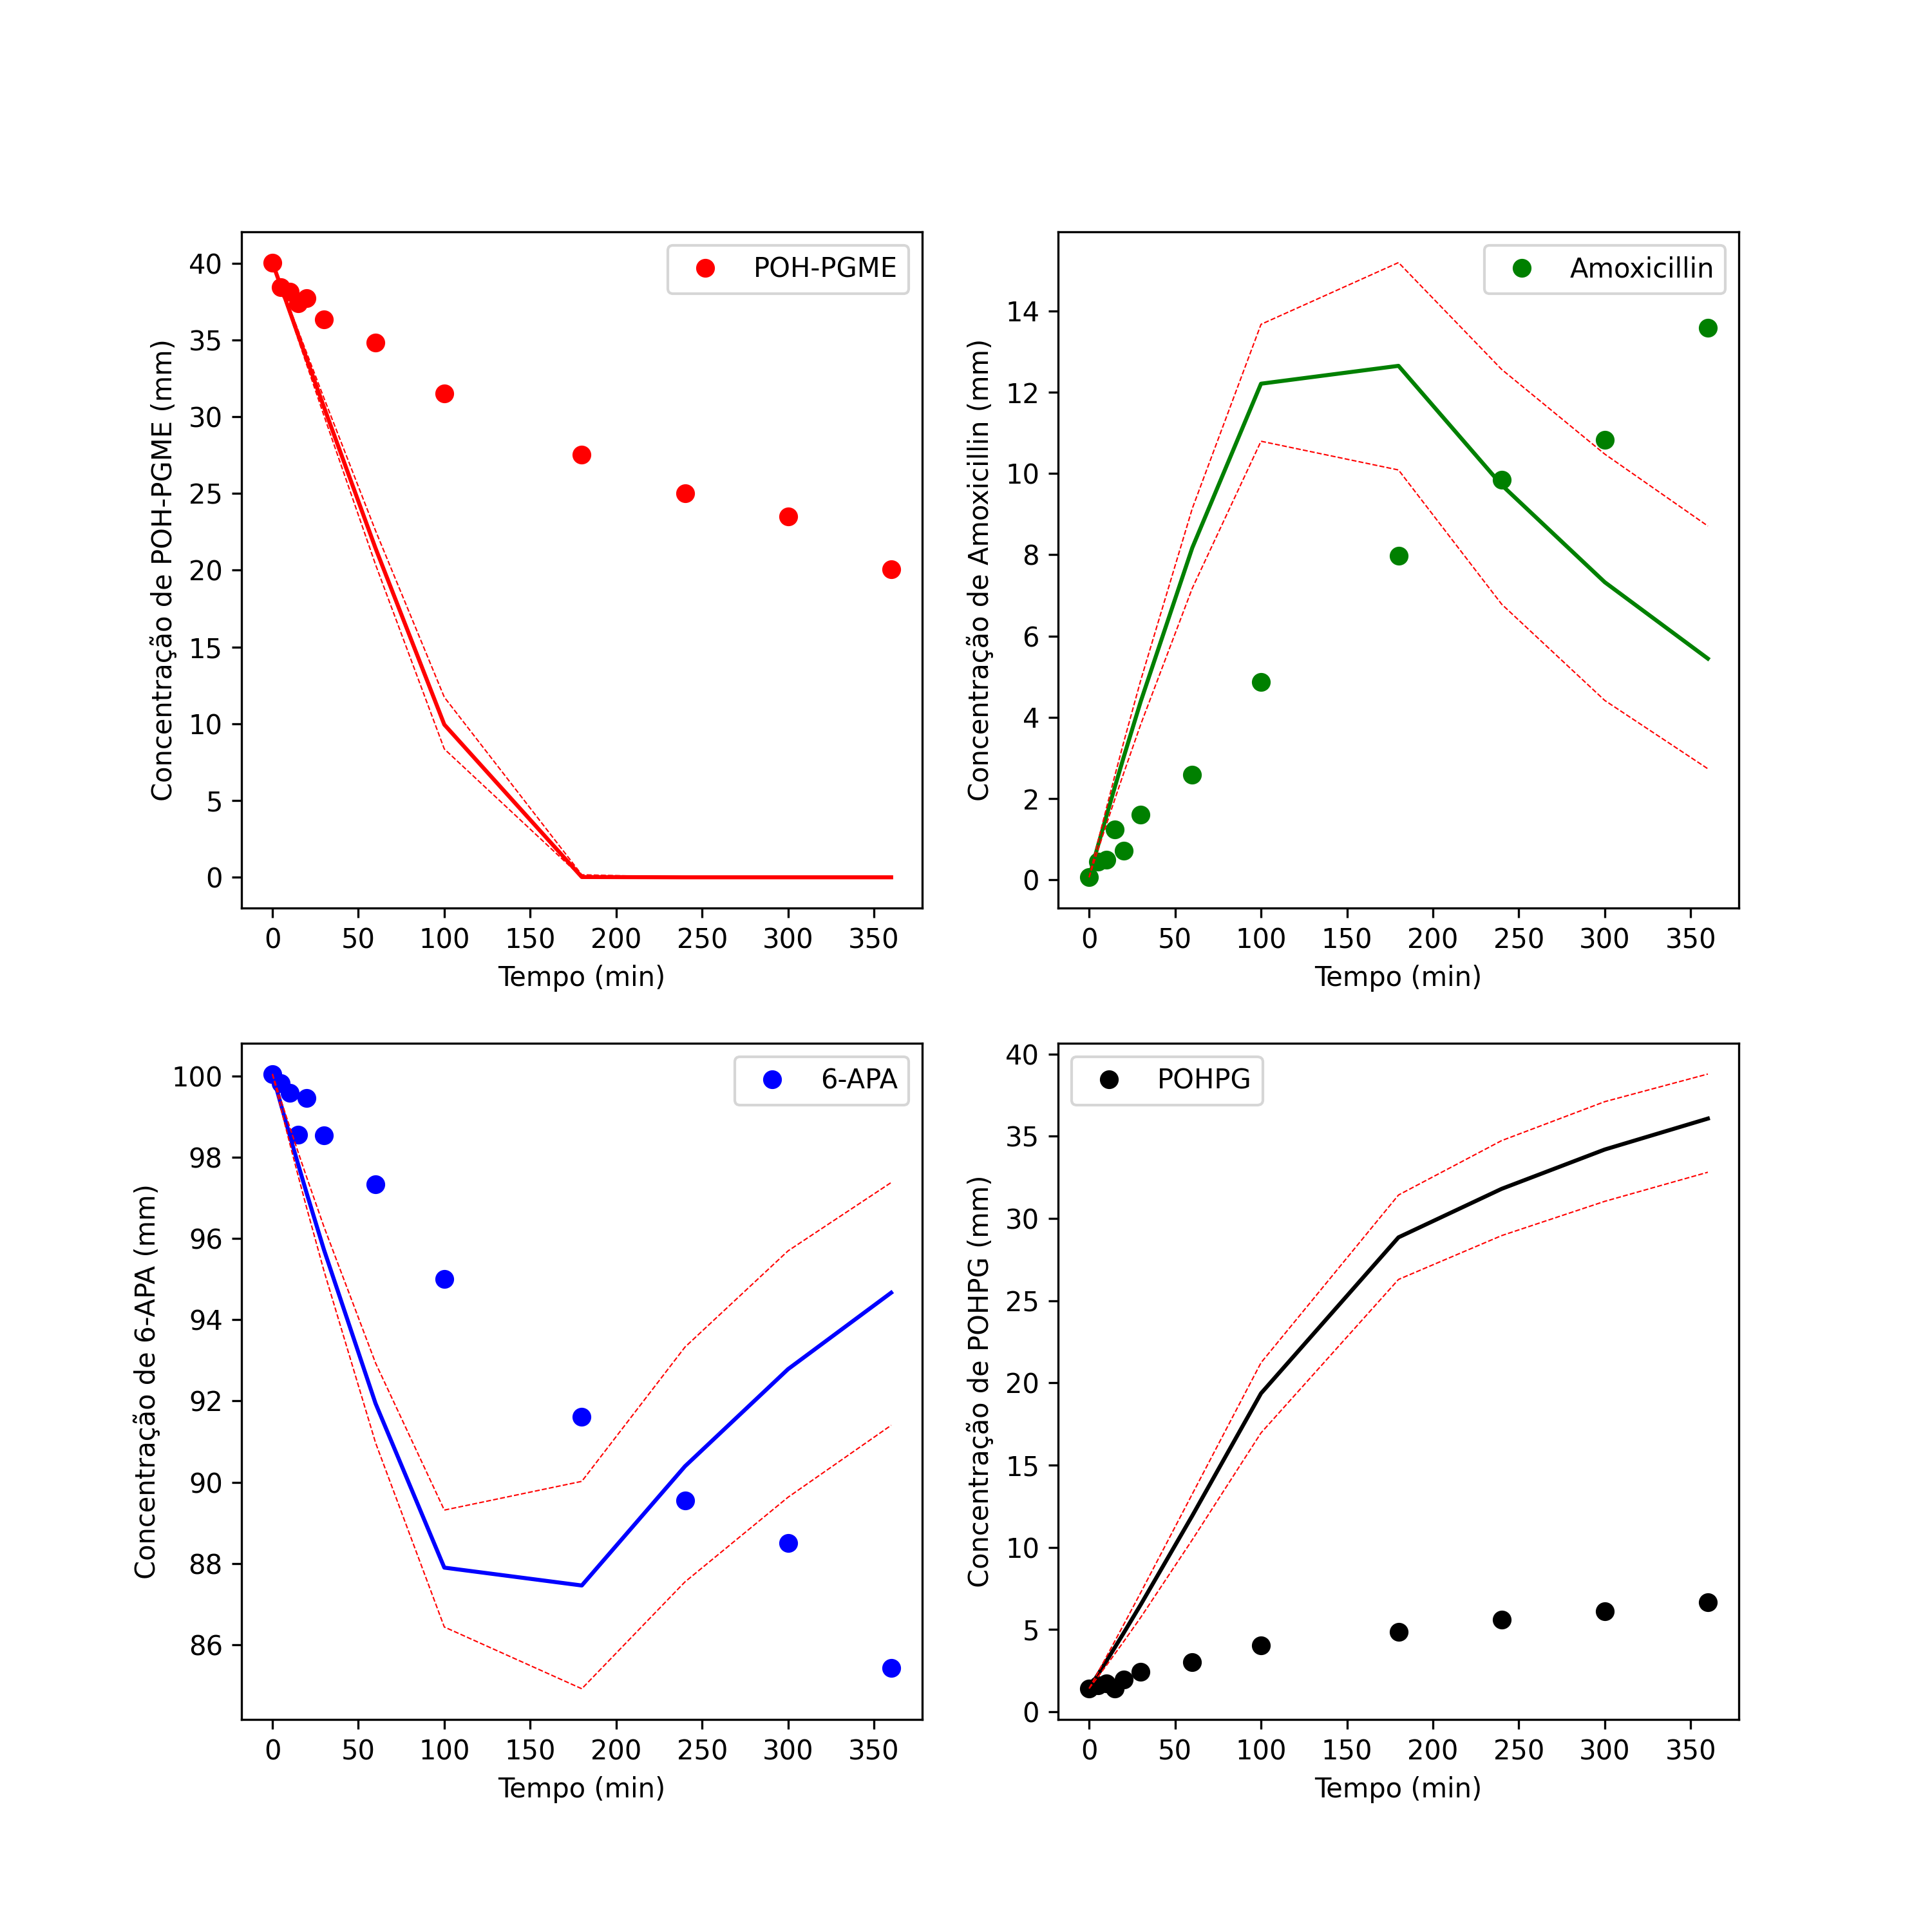 POH-PGME
Concentração de POH-PGME (mm)
40
35
30
25
20
15
10
5
0
0 50 100 150 200 250 300 350
Tempo (min)
Amoxicillin
Concentração de Amoxicillin (mm)
14
12
10
8
6
4
2
0
0 50 100 150 200 250 300 350
Tempo (min)
6-APA
Concentração de 6-APA (mm)
100
98
96
94
92
90
88
86
0 50 100 150 200 250 300 350
Tempo (min)
POHPG
Concentração de POHPG (mm)
40
35
30
25
20
15
10
5
0
0 50 100 150 200 250 300 350
Tempo (min)